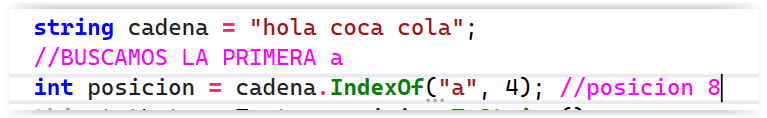 string cadena = "hola coca cola";
//BUSCAMOS LA PRIMERA a
int posicion = cadena.IndexOf("a", 4); //posicion 8